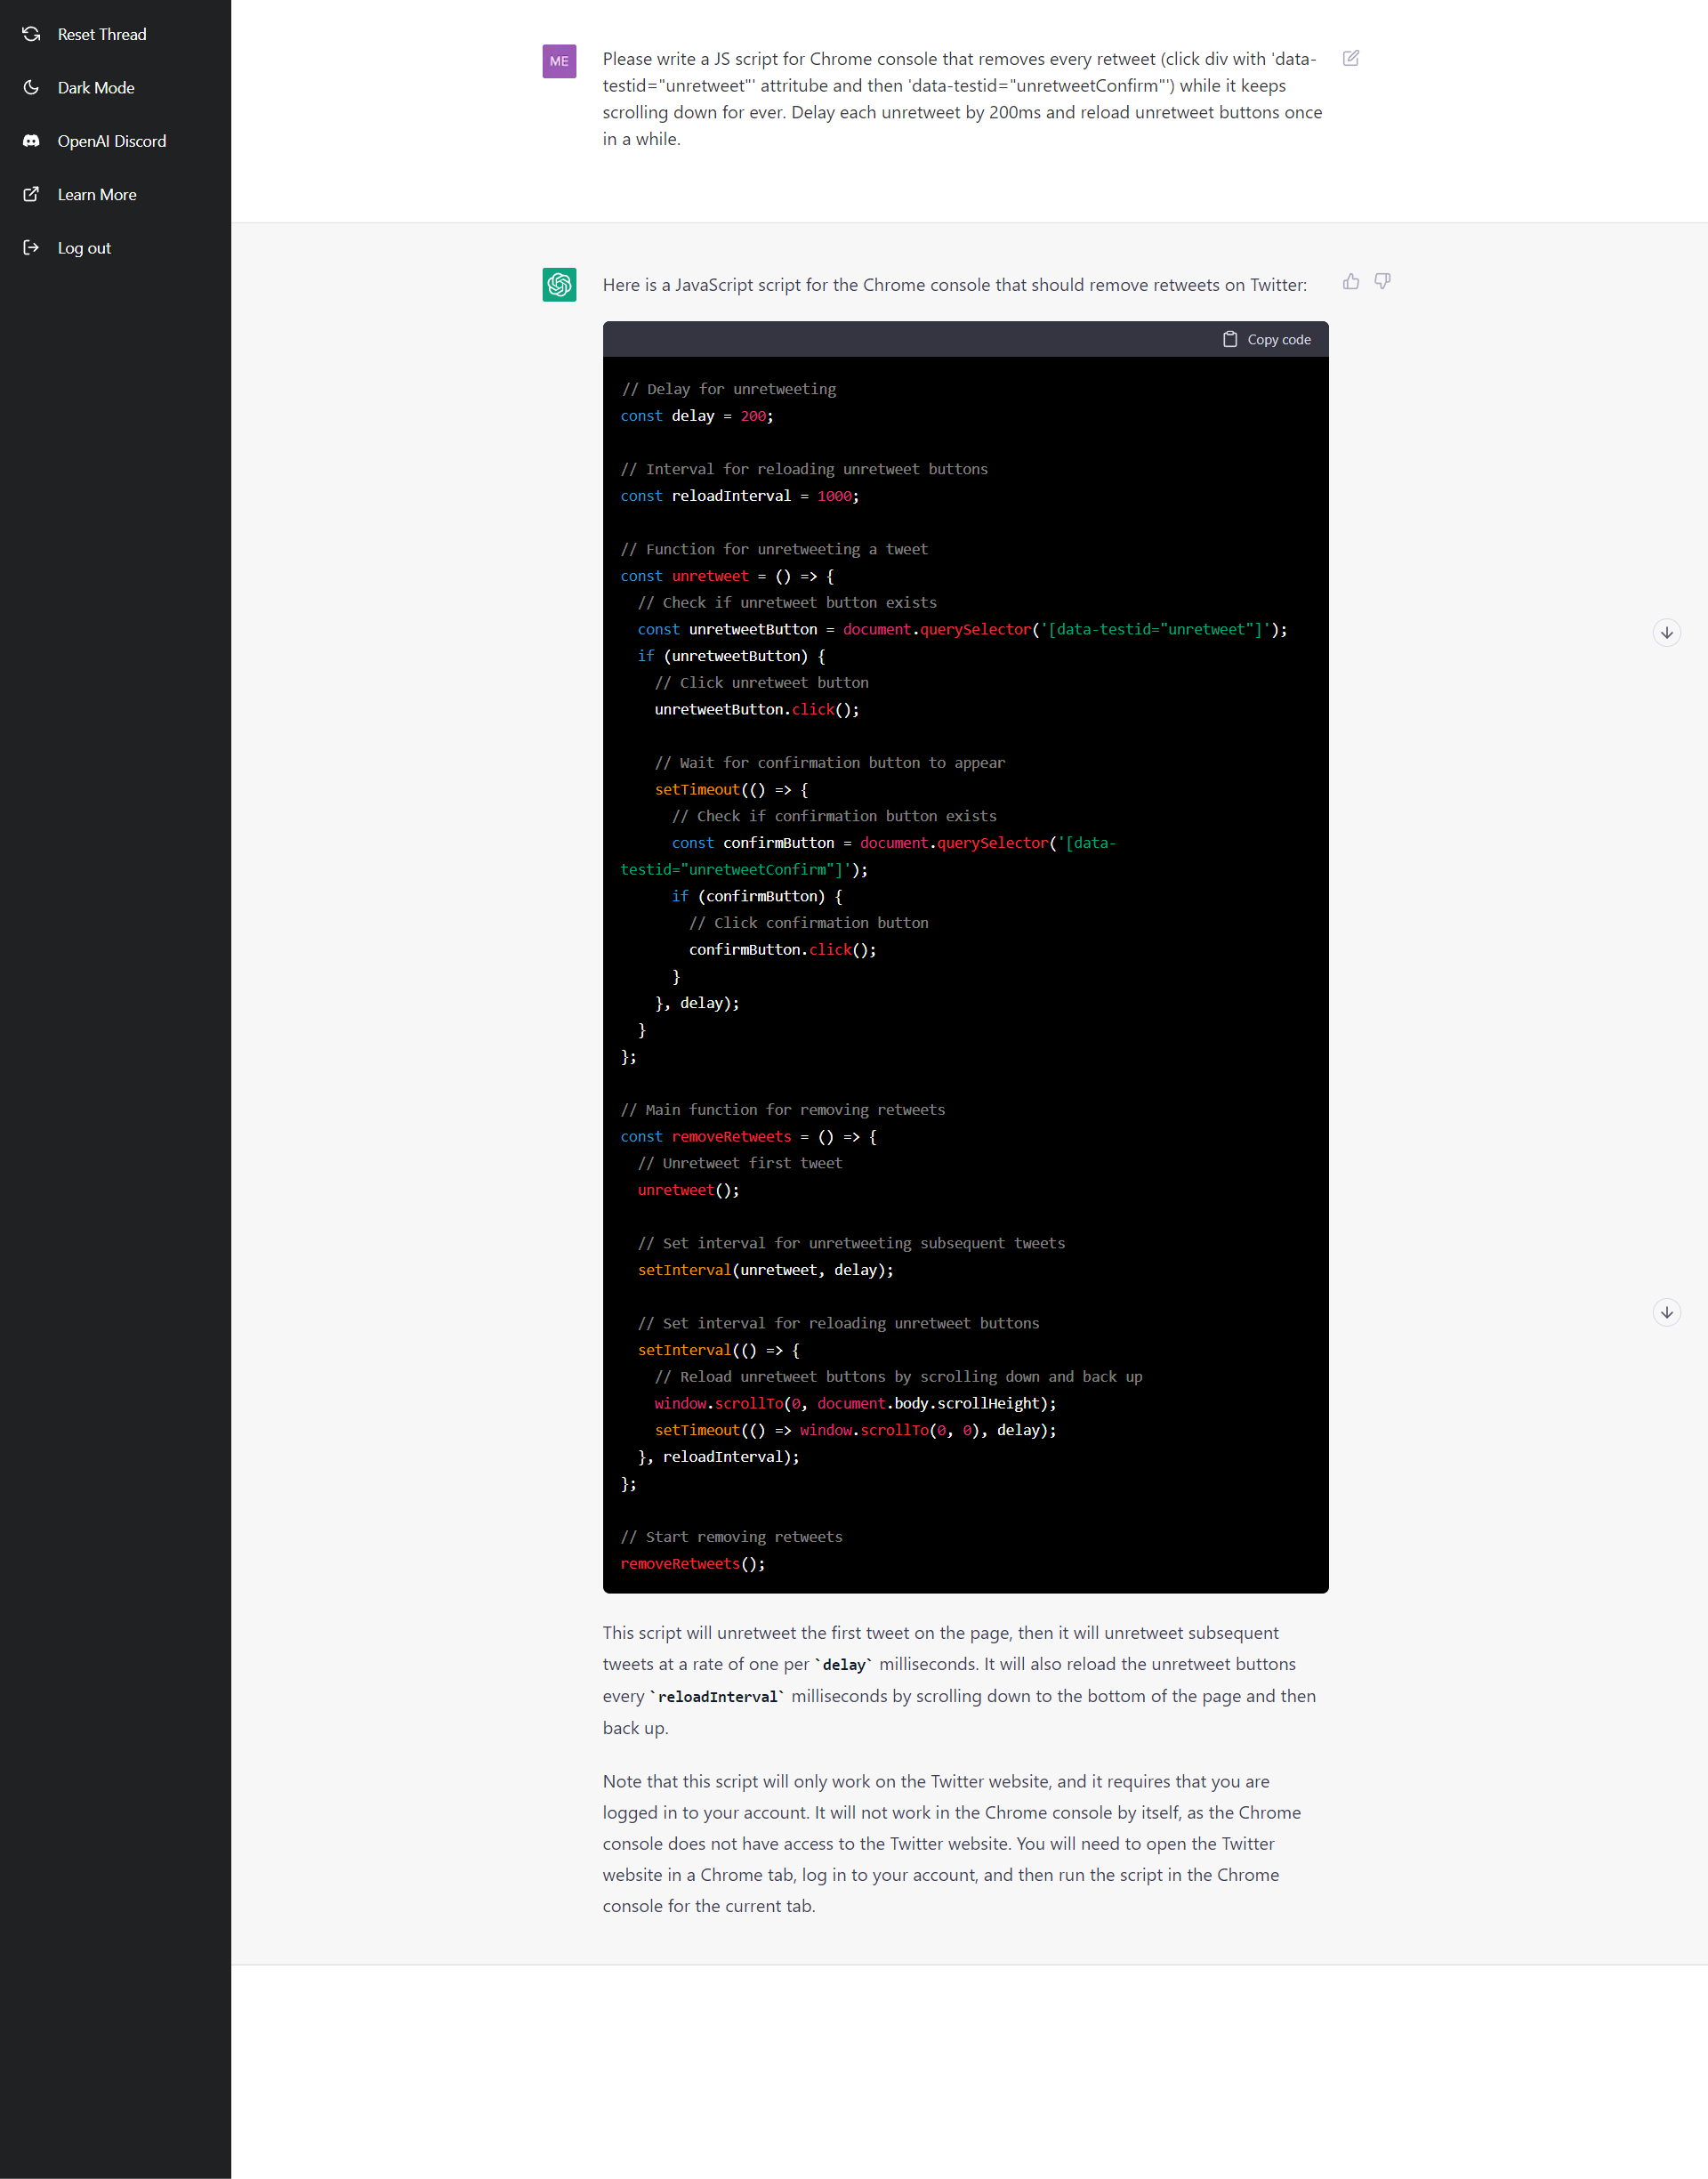 Reset Thread
Dark Mode
OpenAI Discord
Learn More
Log out
ME
Please write a JS script for Chrome console that removes every retweet (click div with 'data-
testid="unretweet"' attritube and then 'data-testid="unretweetConfirm"') while it keeps
scrolling down for ever. Delay each unretweet by 200ms and reload unretweet buttons once
in a while.
Here is a JavaScript script for the Chrome console that should remove retweets on Twitter:
Copy code
// Delay for unretweeting
const delay = 200;
// Interval for reloading unretweet buttons
const reloadInterval = 1000;
// Function for unretweeting a tweet
const unretweet = () => {
  // Check if unretweet button exists
  const unretweetButton = document.querySelector('[data-testid="unretweet"]');
  if (unretweetButton) {
    // Click unretweet button
    unretweetButton.click();
    // Wait for confirmation button to appear
    setTimeout(() => {
      // Check if confirmation button exists
      const confirmButton = document.querySelector('[data-
testid="unretweetConfirm"]');
      if (confirmButton) {
        // Click confirmation button
        confirmButton.click();
      }
    }, delay);
  }
};
// Main function for removing retweets
const removeRetweets = () => {
  // Unretweet first tweet
  unretweet();
  // Set interval for unretweeting subsequent tweets
  setInterval(unretweet, delay);
  // Set interval for reloading unretweet buttons
  setInterval(() => {
    // Reload unretweet buttons by scrolling down and back up
    window.scrollTo(0, document.body.scrollHeight);
    setTimeout(() => window.scrollTo(0, 0), delay);
  }, reloadInterval);
};
// Start removing retweets
removeRetweets();
This script will unretweet the first tweet on the page, then it will unretweet subsequent
tweets at a rate of one per `delay` milliseconds. It will also reload the unretweet buttons
every `reloadInterval` milliseconds by scrolling down to the bottom of the page and then
back up.
Note that this script will only work on the Twitter website, and it requires that you are
logged in to your account. It will not work in the Chrome console by itself, as the Chrome
console does not have access to the Twitter website. You will need to open the Twitter
website in a Chrome tab, log in to your account, and then run the script in the Chrome
console for the current tab.